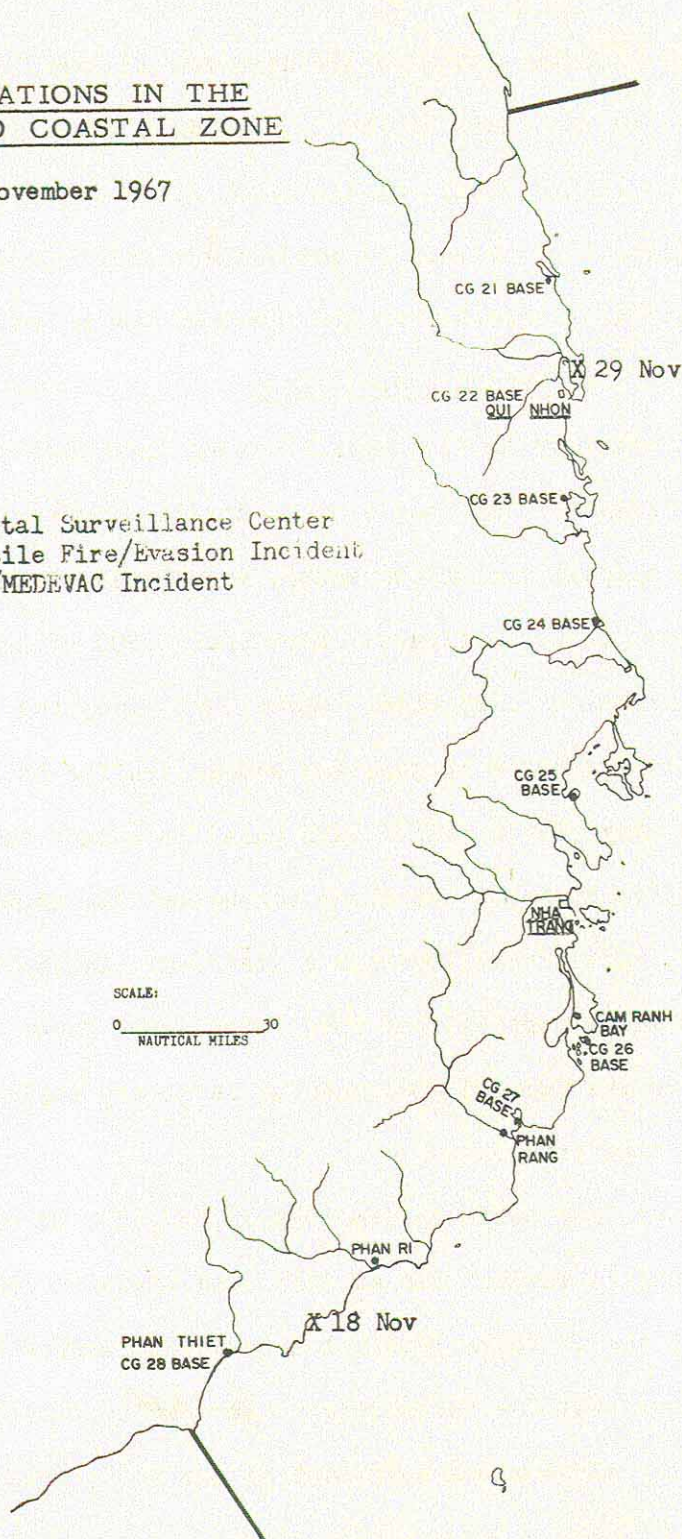 ATIONS IN THE
COASTAL ZONE
ovember 1967
CG 21 BASE
X 29 Nov
CG 22 BASE
QUI NHON
CG 23 BASE
tal Surveillance Center
ile Fire/Evasion Incident
/MEDEVAC Incident
CG 24 BASE
CG 25
BASE
NHA
TRANG
SCALE:
0 30
NAUTICAL MILES
CAM RANH
BAY
CG 26
BASE
CG 27
BASE
PHAN
RANG
PHAN RI
X 18 Nov
PHAN THIET
CG 28 BASE